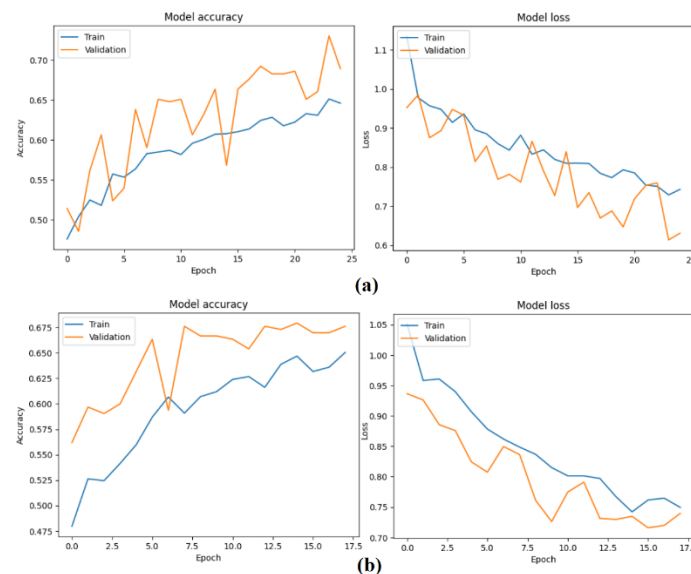 Model accuracy
Train
Validation
0.70
0.65
0.60
0.55
0.50
Accuracy
0 5 10 15 20 25
Epoch
Model loss
Train
Validation
1.1
1.0
0.9
0.8
0.7
0.6
Loss
0 5 10 15 20
Epoch
(a)
Model accuracy
Train
Validation
0.675
0.650
0.625
0.600
0.575
0.550
0.525
0.500
0.475
Accuracy
0.0 2.5 5.0 7.5 10.0 12.5 15.0 17.5
Epoch
Model loss
Train
Validation
1.05
1.00
0.95
0.90
0.85
0.80
0.75
0.70
Loss
0.0 2.5 5.0 7.5 10.0 12.5 15.0
Epoch
(b)